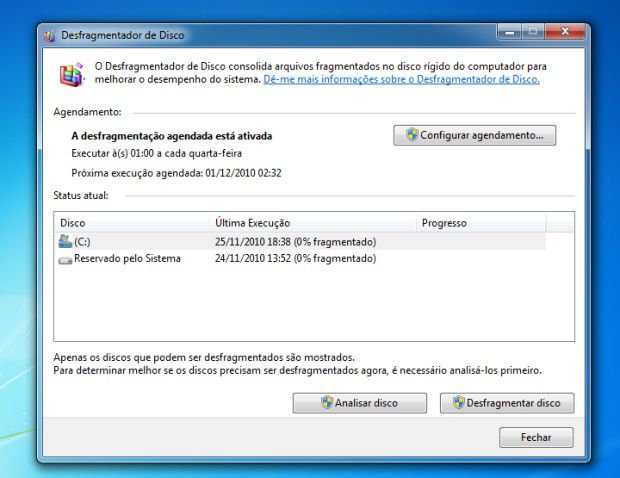 Desfragmentador de Disco
O Desfragmentador de Disco consolida arquivos fragmentados no disco rígido do computador para
melhorar o desempenho do sistema. Dê-me mais informações sobre o Desfragmentador de Disco.
Agendamento:
A desfragmentação agendada está ativada
Configurar agendamento...
Executar à(s) 01:00 a cada quarta-feira
Próxima execução agendada: 01/12/2010 02:32
Status atual:
Disco Última Execução Progresso
(C:) 25/11/2010 18:38 (0% fragmentado)
Reservado pelo Sistema 24/11/2010 13:52 (0% fragmentado)
Apenas os discos que podem ser desfragmentados são mostrados.
Para determinar melhor se os discos precisam ser desfragmentados agora, é necessário analisá-los primeiro.
Analisar disco Desfragmentar disco
Fechar